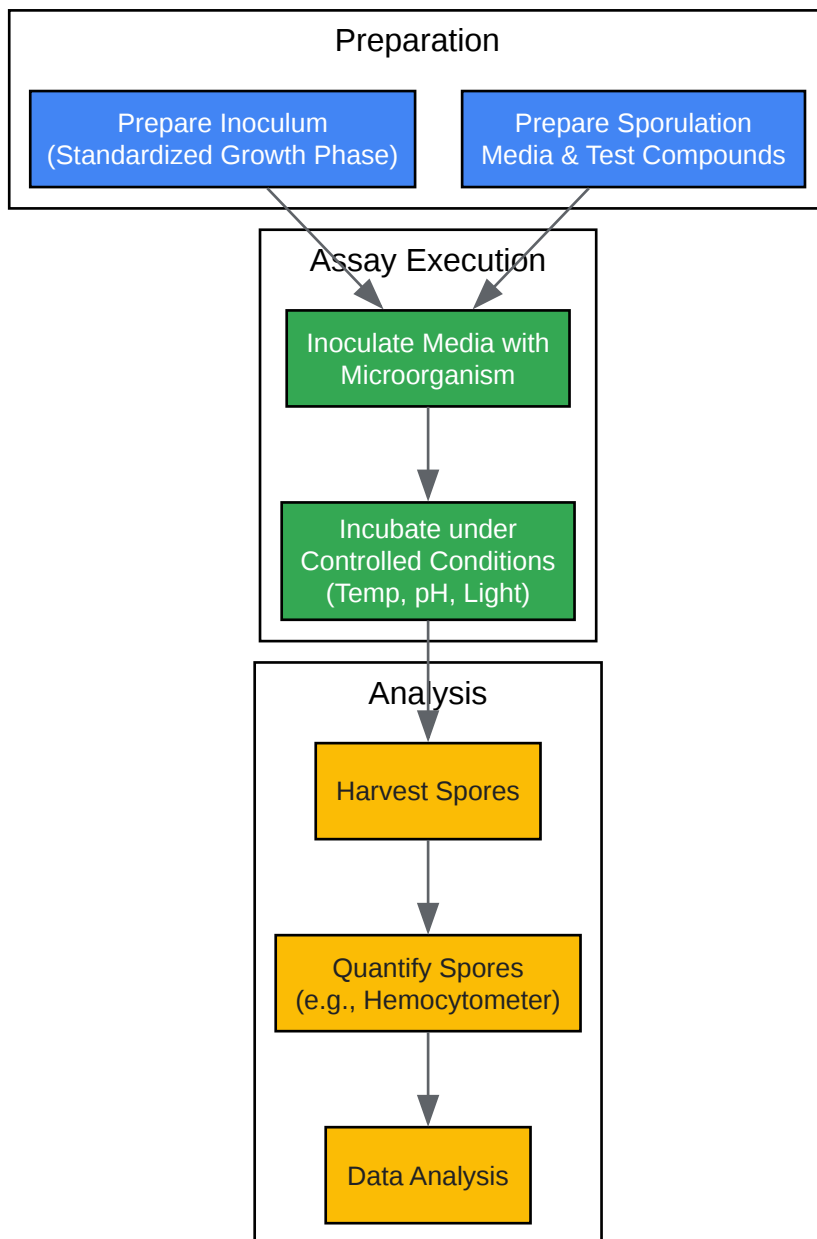 Preparation
Prepare Inoculum
(Standardized Growth Phase)
Prepare Sporulation
Media & Test Compounds
Assay Execution
Inoculate Media with
Microorganism
Incubate under
Controlled Conditions
(Temp, pH, Light)
Analysis
Harvest Spores
Quantify Spores
(e.g., Hemocytometer)
Data Analysis